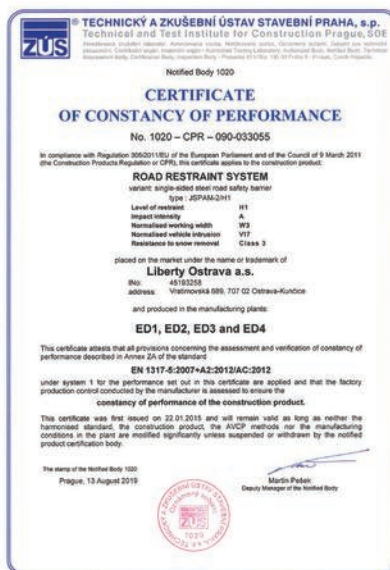 ZÚS
® TECHNICKÝ A ZKUŠEBNÍ ÚSTAV STAVEBNÍ PRAHA, s.p.
Technical and Test Institute for Construction Prague, SOE
Notified Body 1020
CERTIFICATE
OF CONSTANCY OF PERFORMANCE
No. 1020 – CPR – 090-033055
In compliance with Regulation 305/2011/EU of the European Parliament and of the Council of 9 March 2011
(the Construction Products Regulation or CPR), this certificate applies to the construction product:
ROAD RESTRAINT SYSTEM
variant: single-sided steel road safety barrier
type : JSPAM-2/H1
Level of restraint H1
Impact intensity A
Normalised working width W3
Normalised vehicle intrusion VI7
Resistance to snow removal Class 3
placed on the market under the name or trademark of
Liberty Ostrava a.s.
INo: 45193258
address: Vratimovská 689, 707 02 Ostrava-Kunčice
and produced in the manufacturing plants:
ED1, ED2, ED3 and ED4
This certificate attests that all provisions concerning the assessment and verification of constancy of
performance described in Annex ZA of the standard
EN 1317-5:2007+A2:2012/AC:2012
under system 1 for the performance set out in this certificate are applied and that the factory
production control conducted by the manufacturer is assessed to ensure the
constancy of performance of the construction product.
This certificate was first issued on 22.01.2015 and will remain valid as long as neither the
harmonised standard, the construction product, the AVCP methods nor the manufacturing
conditions in the plant are modified significantly unless suspended or withdrawn by the notified
product certification body.
The stamp of the Notified Body 1020
Prague, 13 August 2019
Martin Pešek
Deputy Manager of the Notified Body
ZÚS
1020